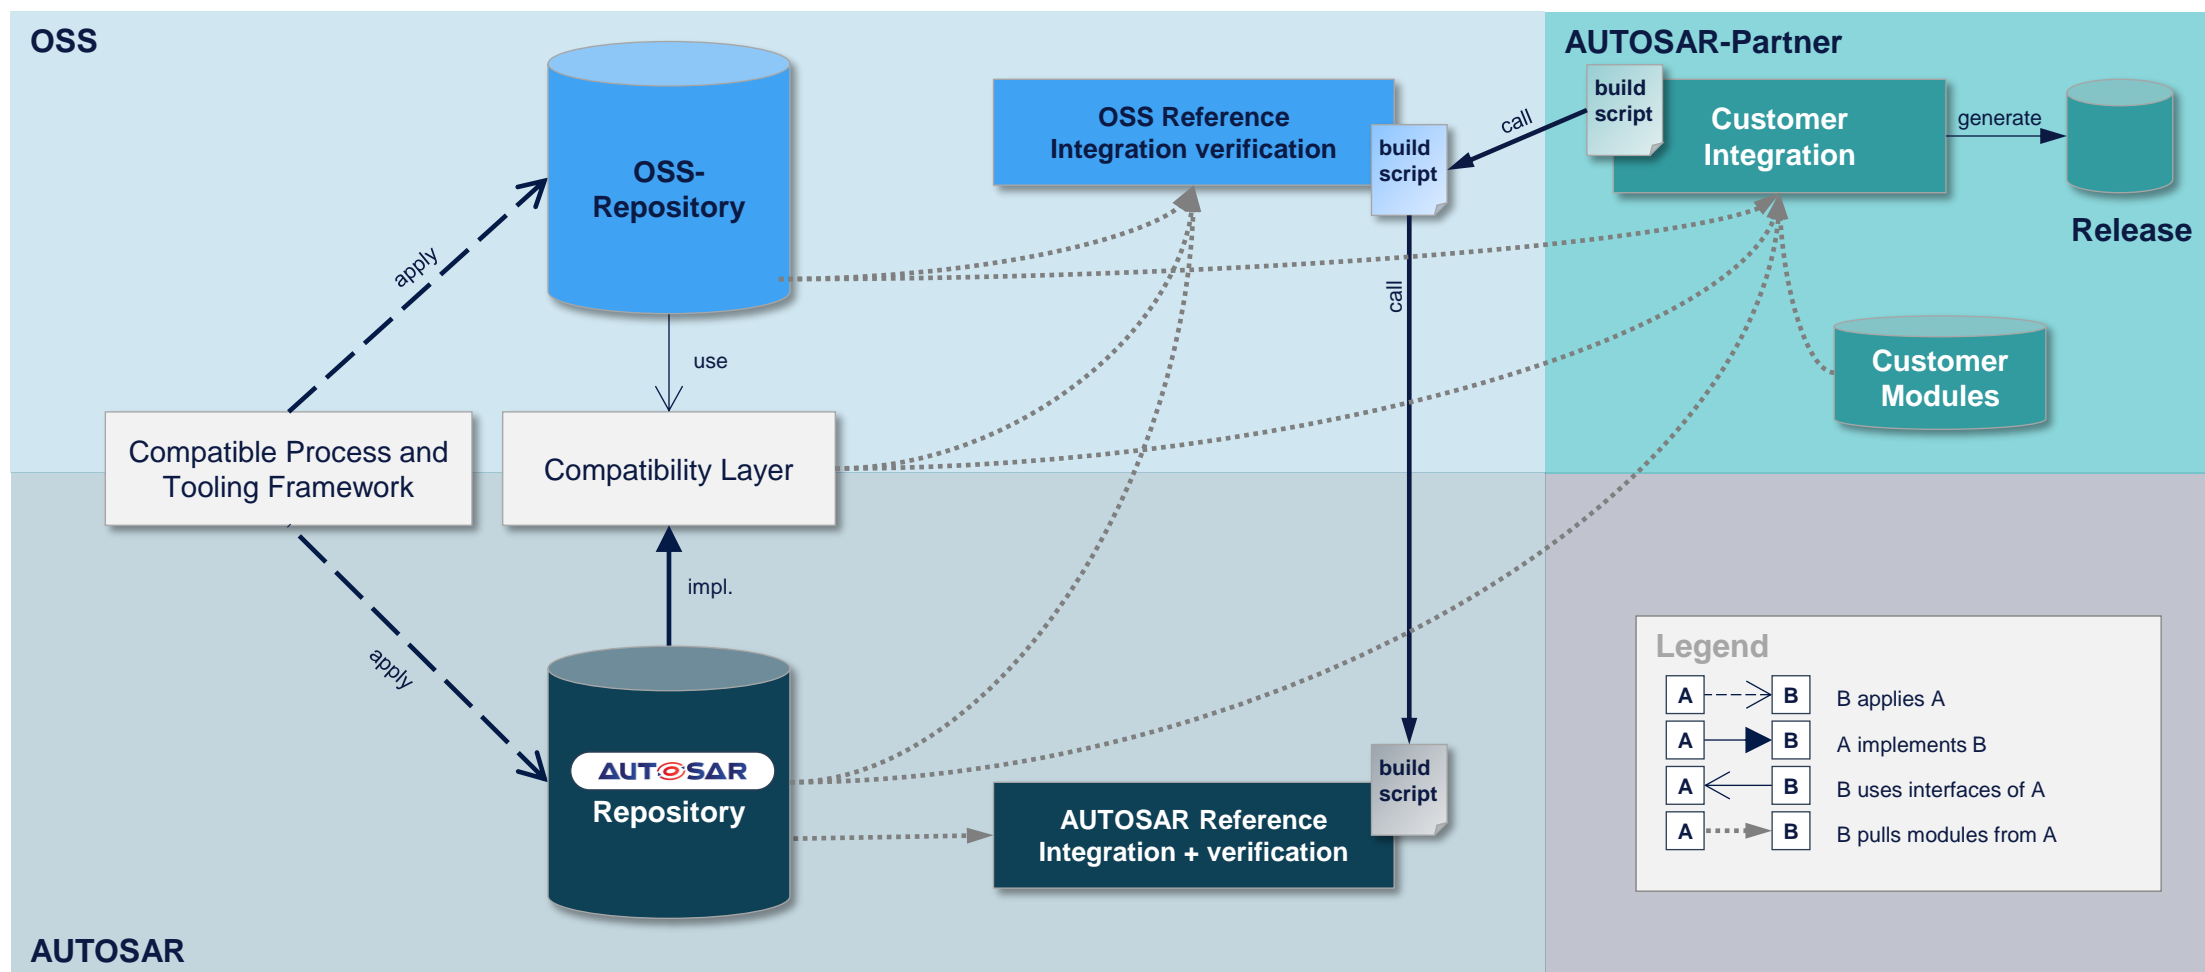 OSS
AUTOSAR-Partner
OSS-
Repository
OSS Reference
Integration verification
build
script
call
build
script
Customer
Integration
generate
Release
apply
use
call
Customer
Modules
Compatible Process and
Tooling Framework
Compatibility Layer
impl.
apply
AUTOSAR
Repository
AUTOSAR Reference
Integration + verification
build
script
Legend
A B B applies A
A B A implements B
A B B uses interfaces of A
A B B pulls modules from A
AUTOSAR